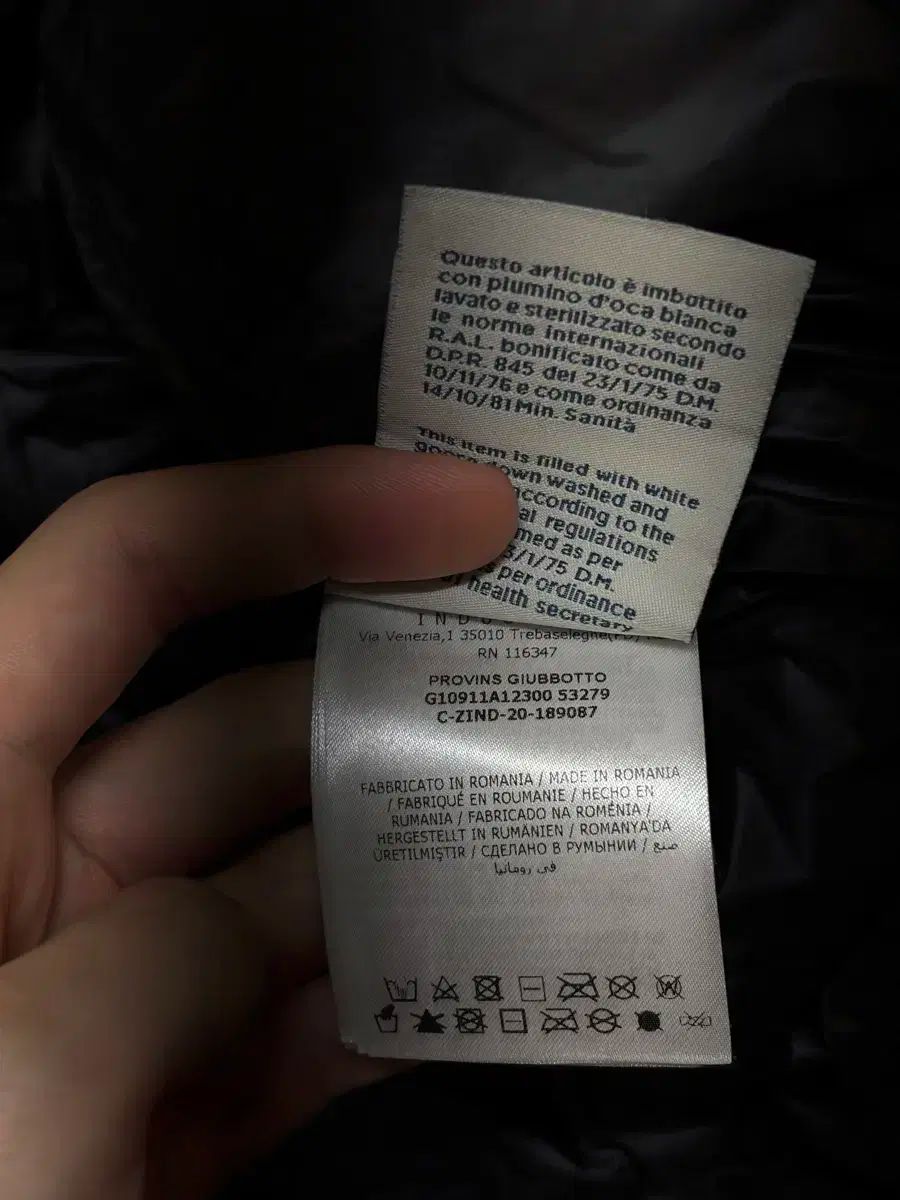 Questo articolo è imbottito
con piumino d'oca bianca
lavato e sterilizzato secondo
le norme internazionali
R.A.L. bonificato come da
D.P.R. 845 del 23/1/75 D.M.
10/11/76 e come ordinanza
14/10/81 Min. Sanità
This item is filled with white
down washed and
according to the
regulations
as per
3/1/75 D.M.
per ordinance
health secretary
Via Venezia,1 35010 Trebaseleghe(PD)
RN 116347
PROVINS GIUBBOTTO
G10911A12300 53279
C-ZIND-20-189087
FABBRICATO IN ROMANIA / MADE IN ROMANIA
/ FABRIQUÉ EN ROUMANIE / HECHO EN
RUMANIA / FABRICADO NA ROMÉNIA /
HERGESTELLT IN RUMÄNIEN / ROMANYA'DA
ÜRETILMIŞTIR / СДЕЛАНО В РУМЫНИИ / صنع
في رومانيا